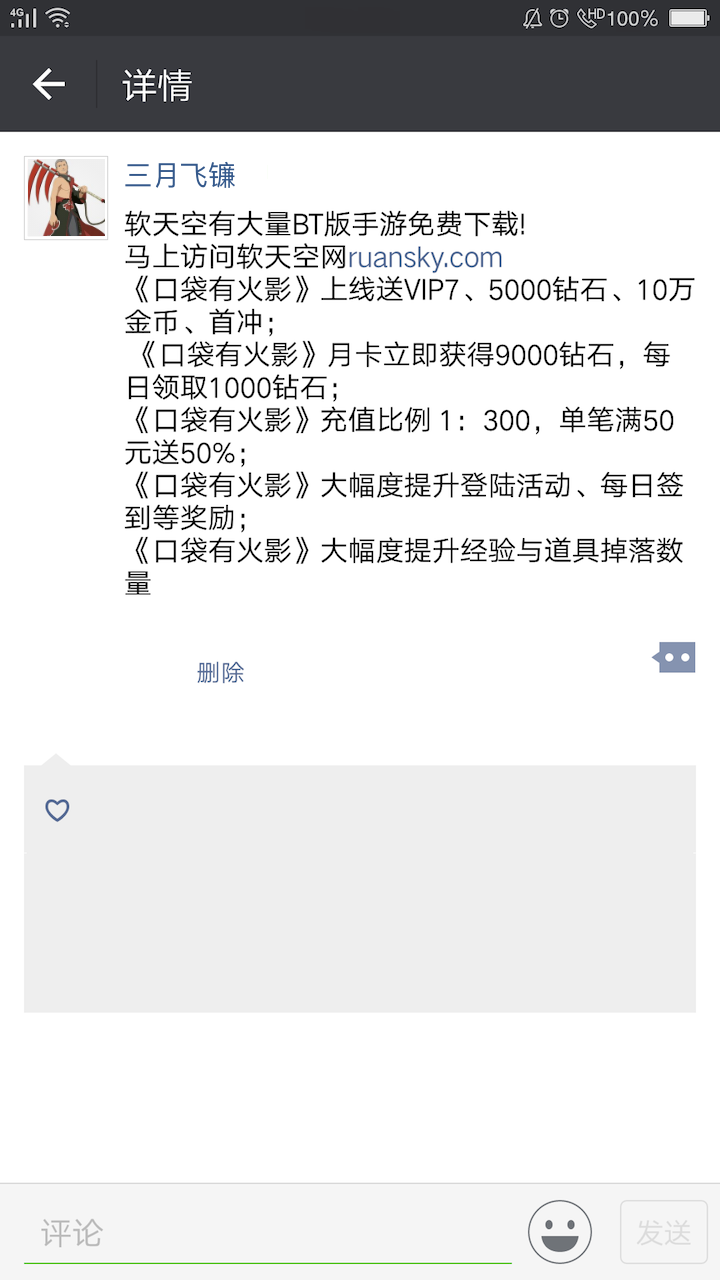 4G HD 100%
详情
三月飞镰
软天空有大量BT版手游免费下载!
马上访问软天空网ruansky.com
《口袋有火影》上线送VIP7、5000钻石、10万
金币、首冲；
《口袋有火影》月卡立即获得9000钻石，每
日领取1000钻石；
《口袋有火影》充值比例 1：300，单笔满50
元送50%；
《口袋有火影》大幅度提升登陆活动、每日签
到等奖励；
《口袋有火影》大幅度提升经验与道具掉落数
量
删除
评论 发送